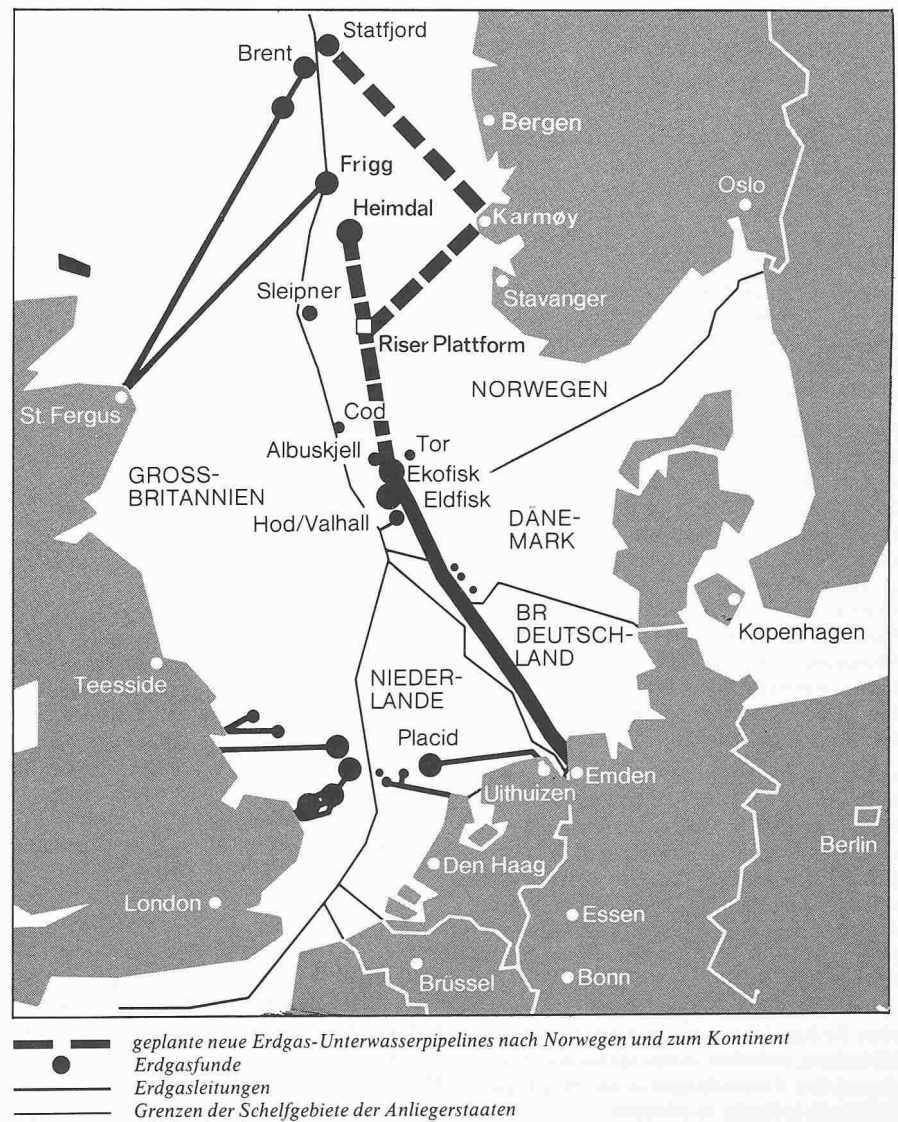 Statfjord
Brent
Bergen
Frigg
Oslo
Heimdal
Karmøy
Sleipner
Stavanger
Riser Plattform
NORWEGEN
St. Fergus
Cod
Albuskjell
Tor
Ekofisk
GROSS-
BRITANNIEN
Eldfisk
Hod/Valhall
DÄNE-
MARK
BR
DEUTSCH-
LAND
Kopenhagen
Teesside
NIEDER-
LANDE
Placid
Uithuizen
Emden
Berlin
Den Haag
London
Essen
Brüssel
Bonn
geplante neue Erdgas-Unterwasserpipelines nach Norwegen und zum Kontinent
Erdgasfunde
Erdgasleitungen
Grenzen der Schelfgebiete der Anliegerstaaten